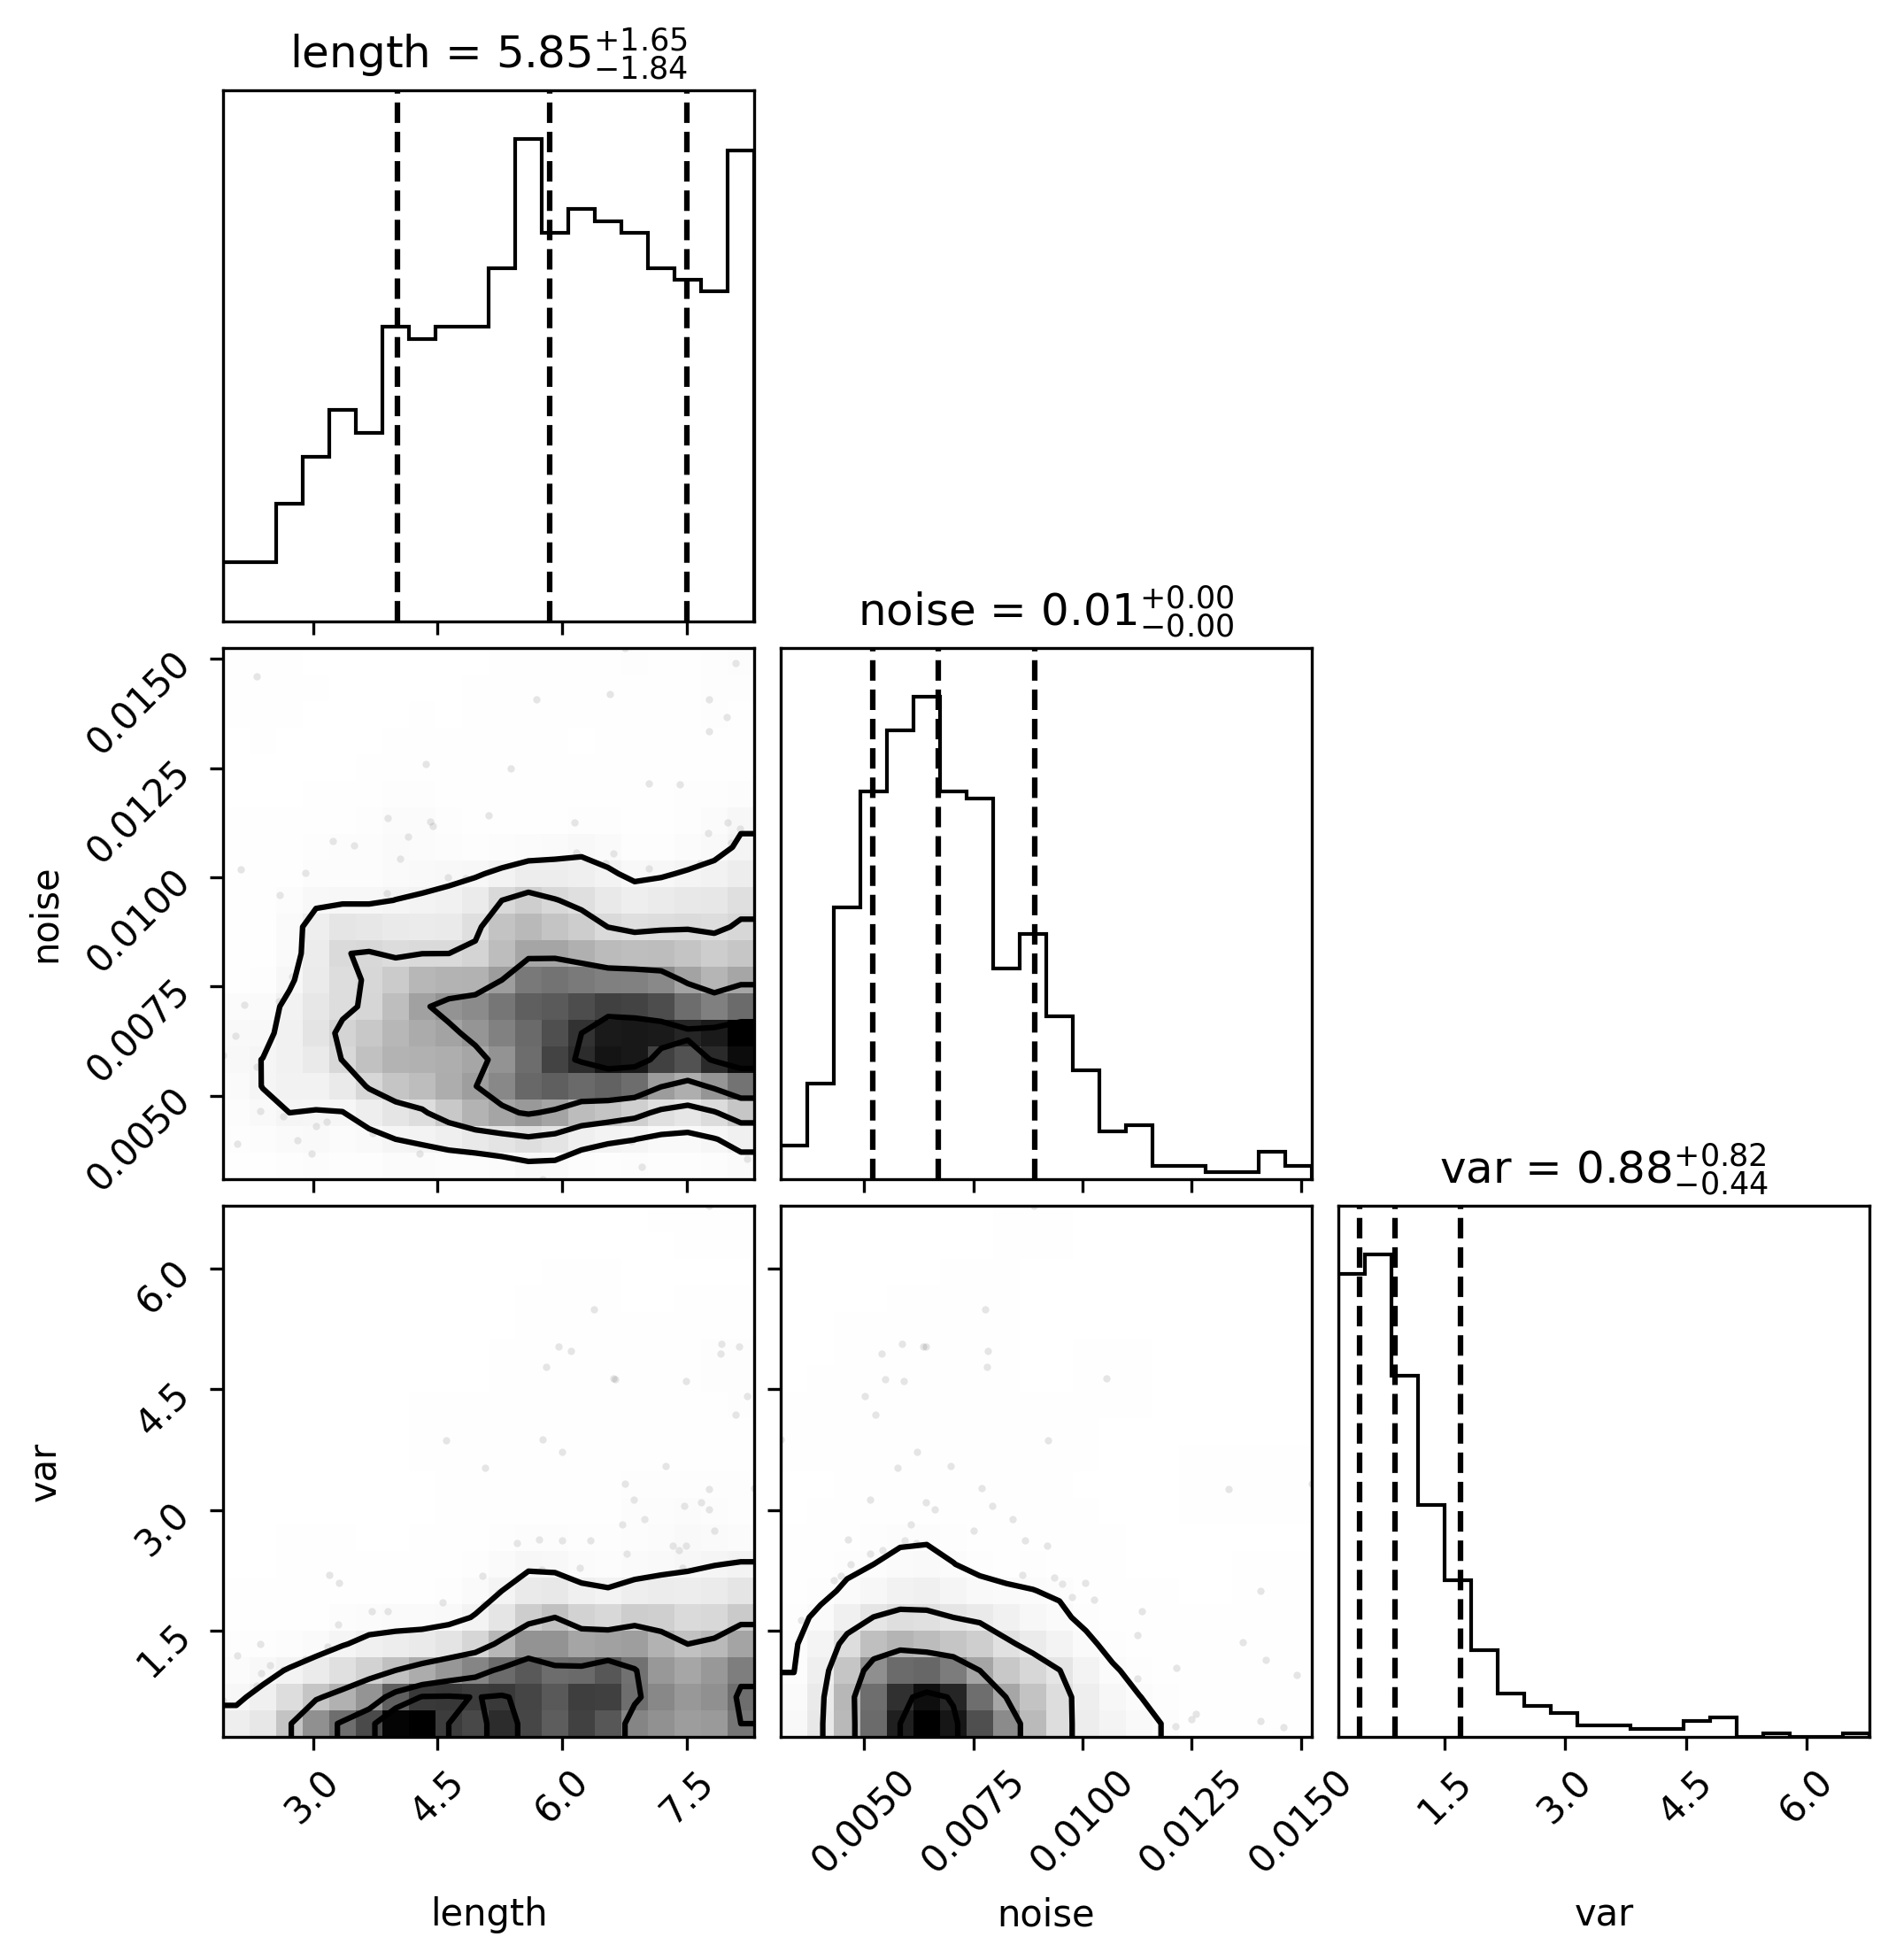 length = 5.85+1.65−1.84
noise = 0.01+0.00−0.00
0.0150
0.0125
0.0100
0.0075
0.0050
noise
var = 0.88+0.82−0.44
6.0
4.5
3.0
1.5
var
3.0 4.5 6.0 7.5
0.0050 0.0075 0.0100 0.0125 0.0150
1.5 3.0 4.5 6.0
length noise var